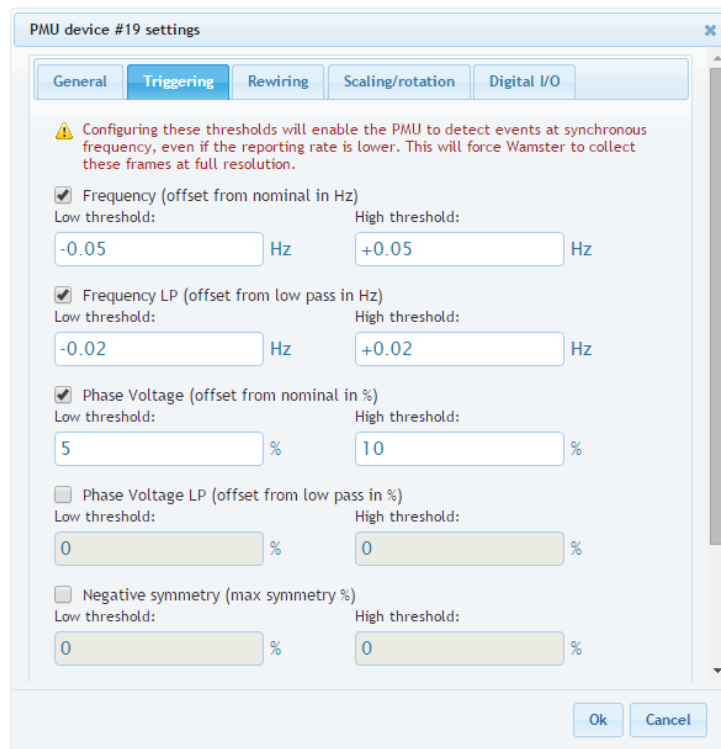 PMU device #19 settings
General Triggering Rewiring Scaling/rotation Digital I/O
Configuring these thresholds will enable the PMU to detect events at synchronous
frequency, even if the reporting rate is lower. This will force Wamster to collect
these frames at full resolution.
Frequency (offset from nominal in Hz)
Low threshold: High threshold:
-0.05 Hz +0.05 Hz
Frequency LP (offset from low pass in Hz)
Low threshold: High threshold:
-0.02 Hz +0.02 Hz
Phase Voltage (offset from nominal in %)
Low threshold: High threshold:
5 % 10 %
Phase Voltage LP (offset from low pass in %)
Low threshold: High threshold:
0 % 0 %
Negative symmetry (max symmetry %)
Low threshold: High threshold:
0 % 0 %
Ok Cancel